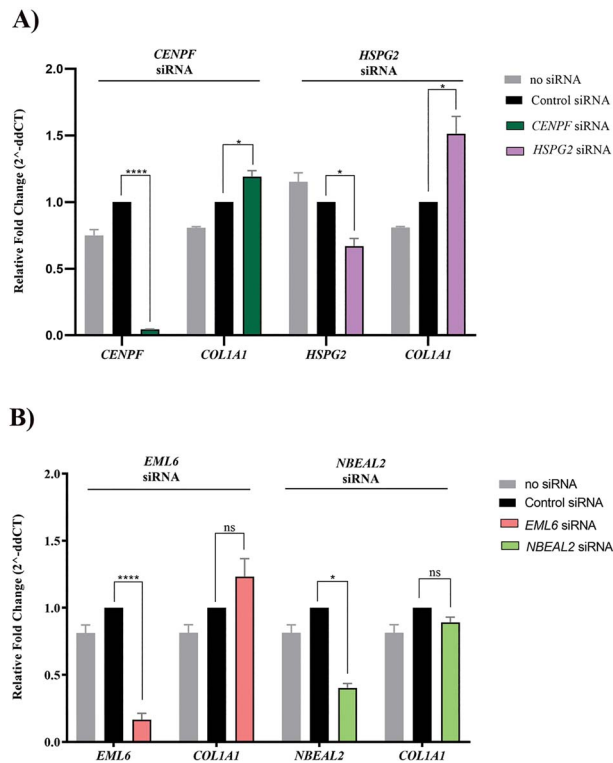 A)
CENPF
siRNA
HSPG2
siRNA
no siRNA
Control siRNA
CENPF siRNA
HSPG2 siRNA
Relative Fold Change (2^-ddCT)
2.0
1.5
1.0
0.5
0.0
****
*
*
*
CENPF COL1A1 HSPG2 COL1A1
B)
EML6
siRNA
NBEAL2
siRNA
no siRNA
Control siRNA
EML6 siRNA
NBEAL2 siRNA
Relative Fold Change (2^-ddCT)
2.0
1.5
1.0
0.5
0.0
****
ns
*
ns
EML6 COL1A1 NBEAL2 COL1A1